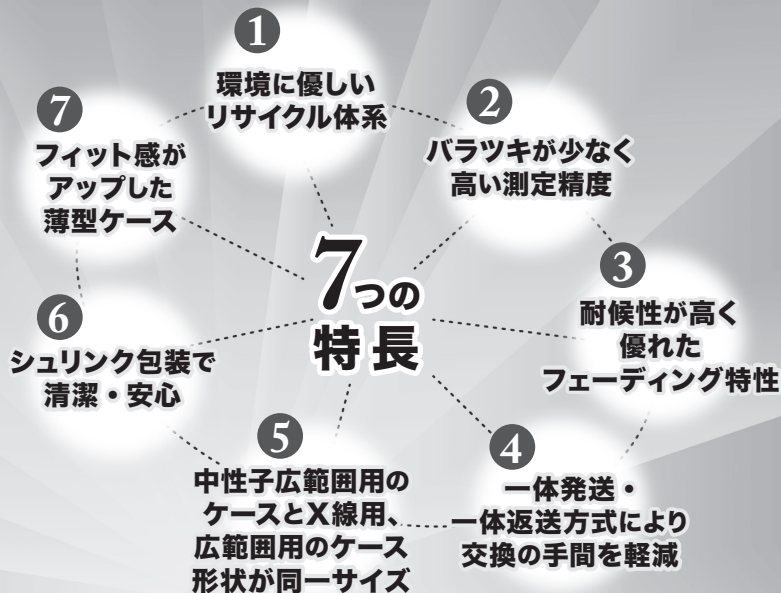 7つの
特長
1
環境に優しい
リサイクル体系
2
バラツキが少なく
高い測定精度
3
耐候性が高く
優れた
フェーディング特性
4
一体発送・
一体返送方式により
交換の手間を軽減
5
中性子広範囲用の
ケースとX線用、
広範囲用のケース
形状が同一サイズ
6
シュリンク包装で
清潔・安心
7
フィット感が
アップした
薄型ケース